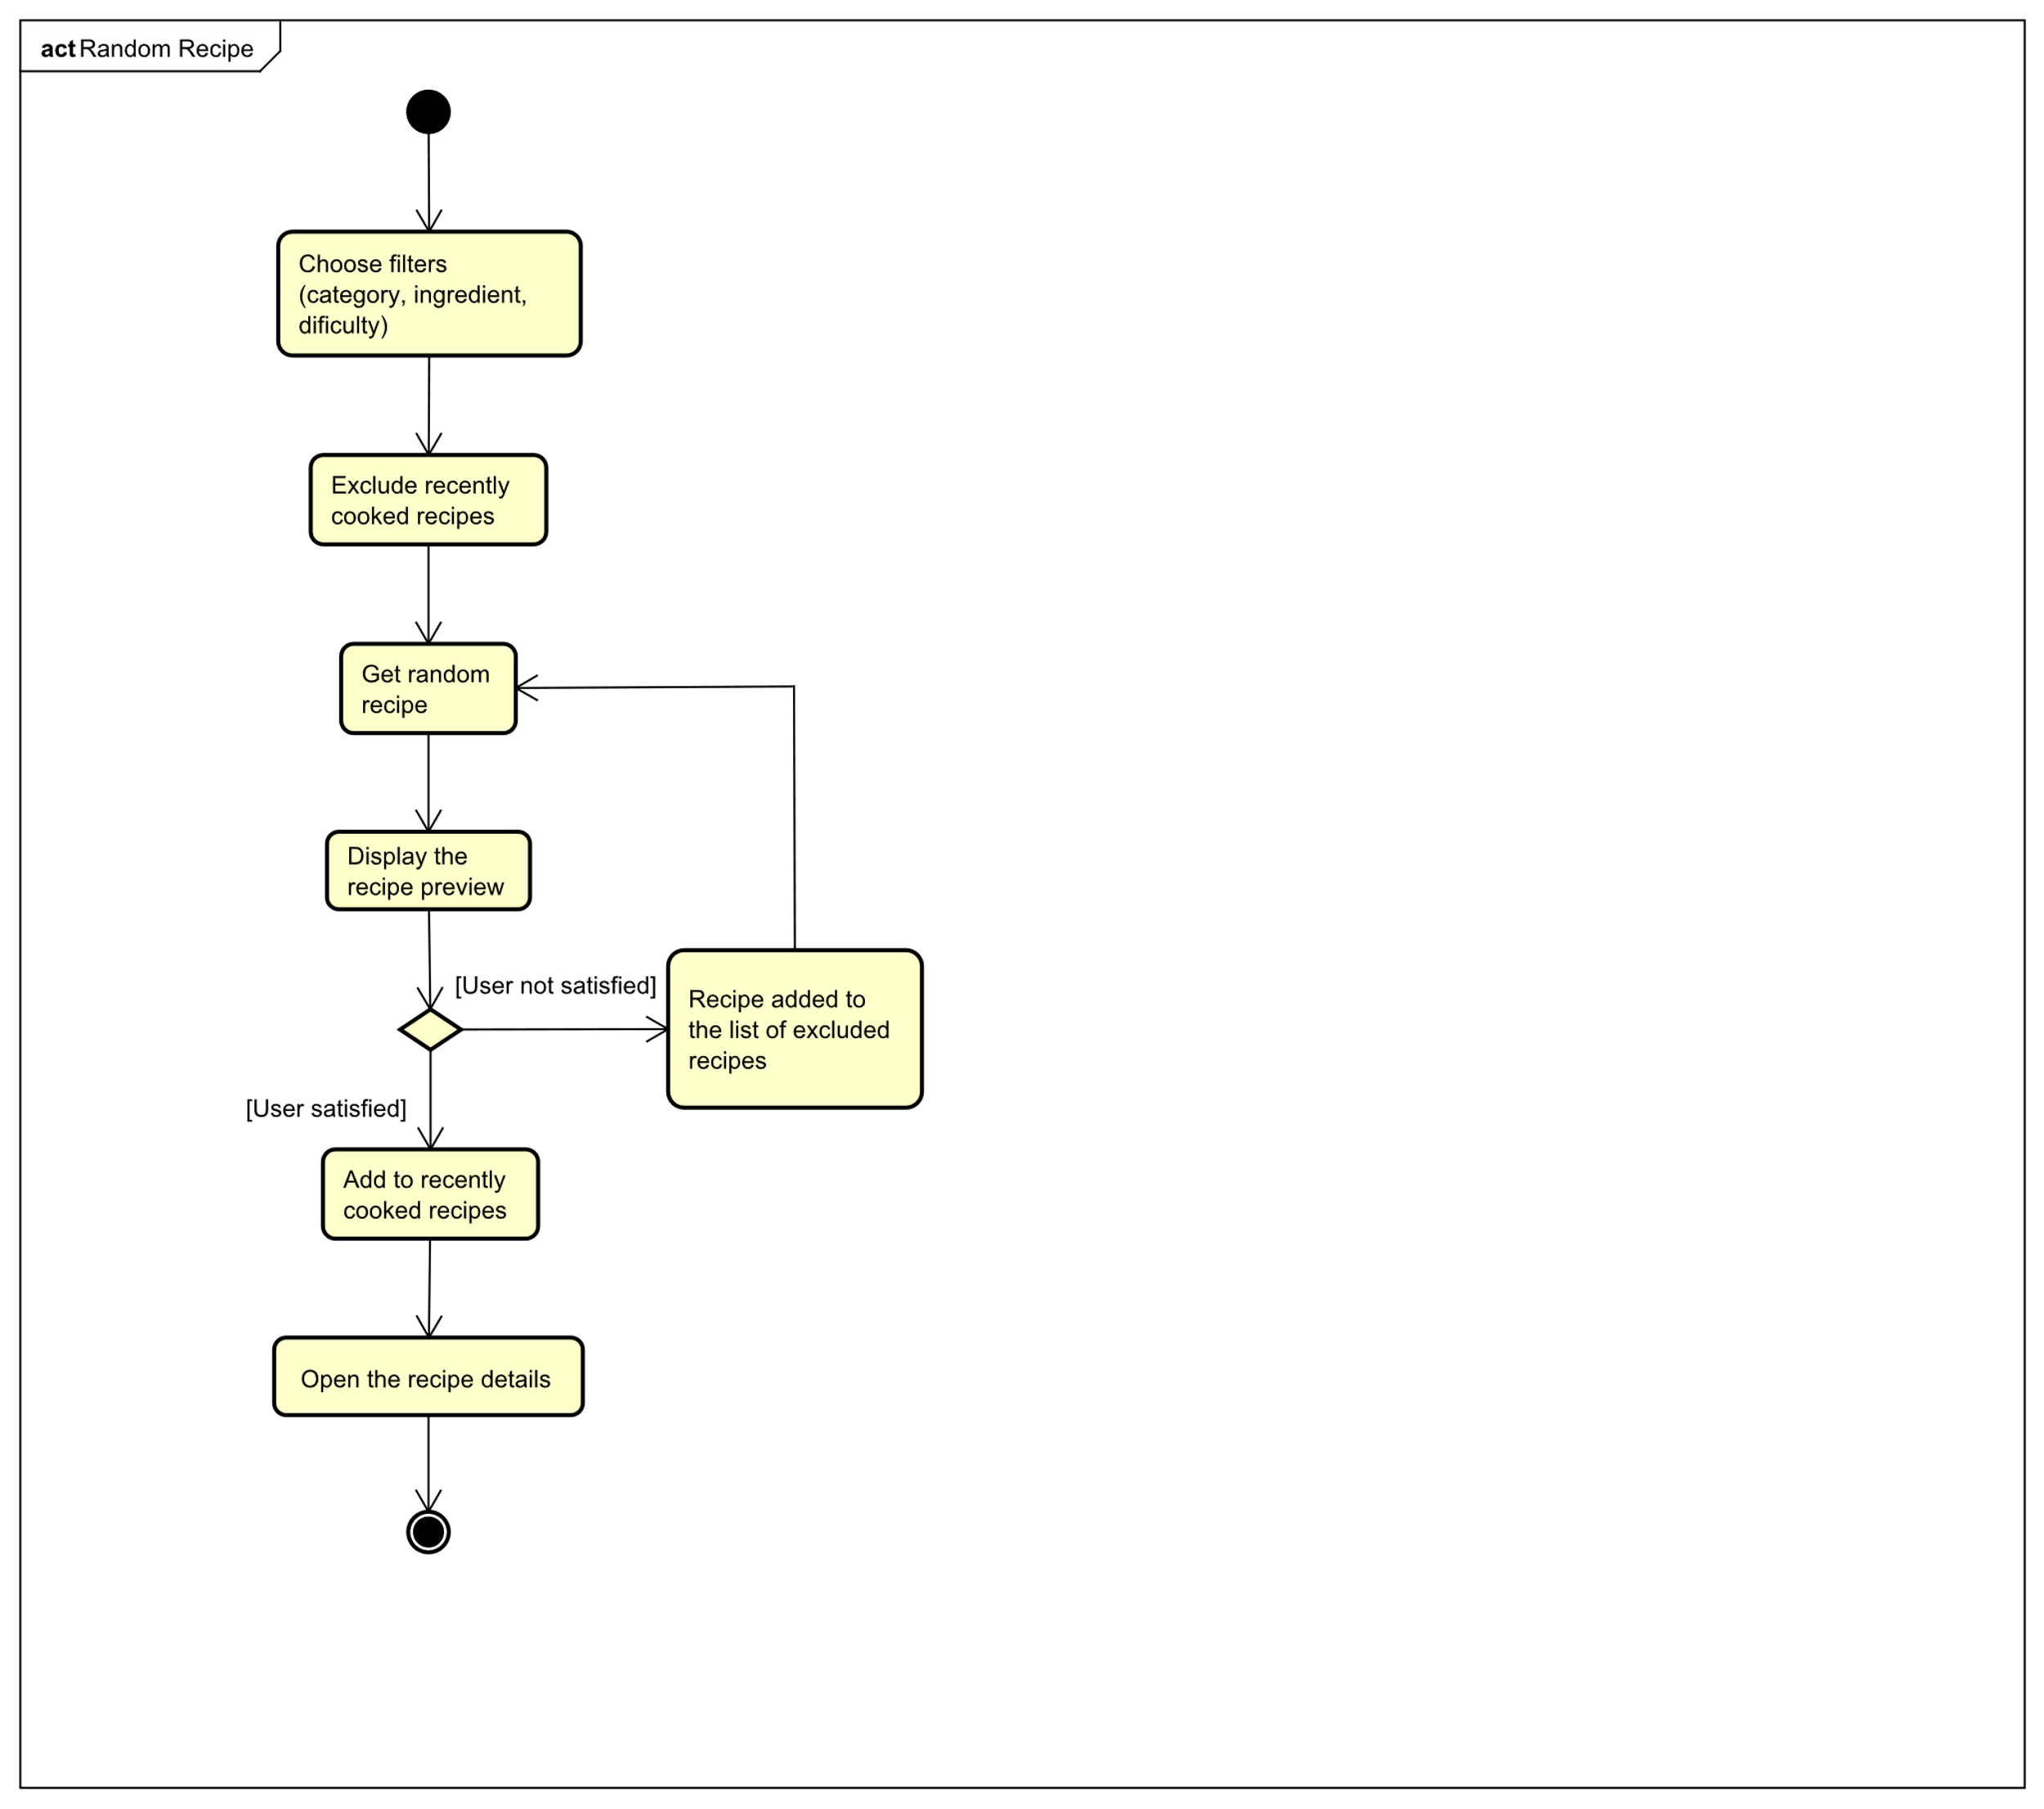 act Random Recipe
Choose filters
(category, ingredient,
dificulty)
Exclude recently
cooked recipes
Get random
recipe
Display the
recipe preview
[User not satisfied]
Recipe added to
the list of excluded
recipes
[User satisfied]
Add to recently
cooked recipes
Open the recipe details